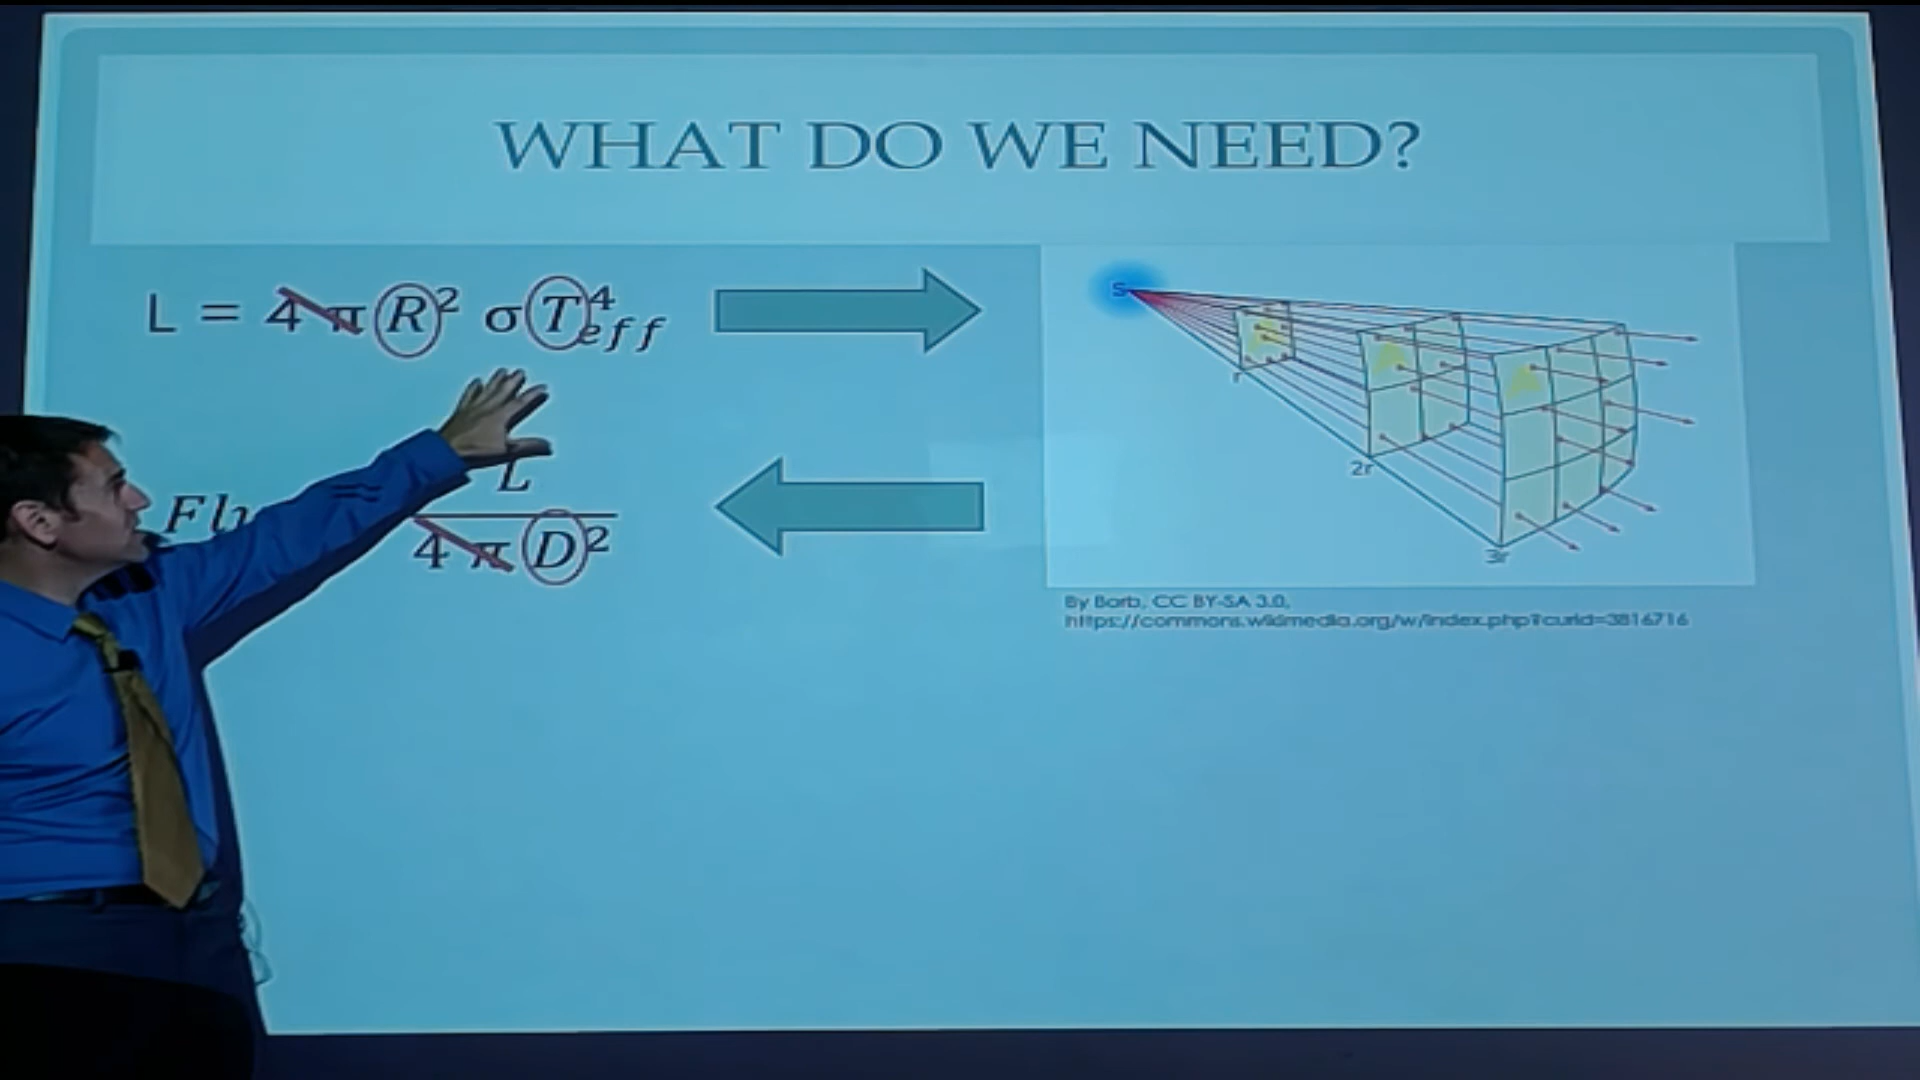 WHAT DO WE NEED?
L = 4 π R² σ T⁴eff
L
4 π D²
S
A
A
A
r
2r
3r
By Borb, CC BY-SA 3.0,
https://commons.wikimedia.org/w/index.php?curid=3816716